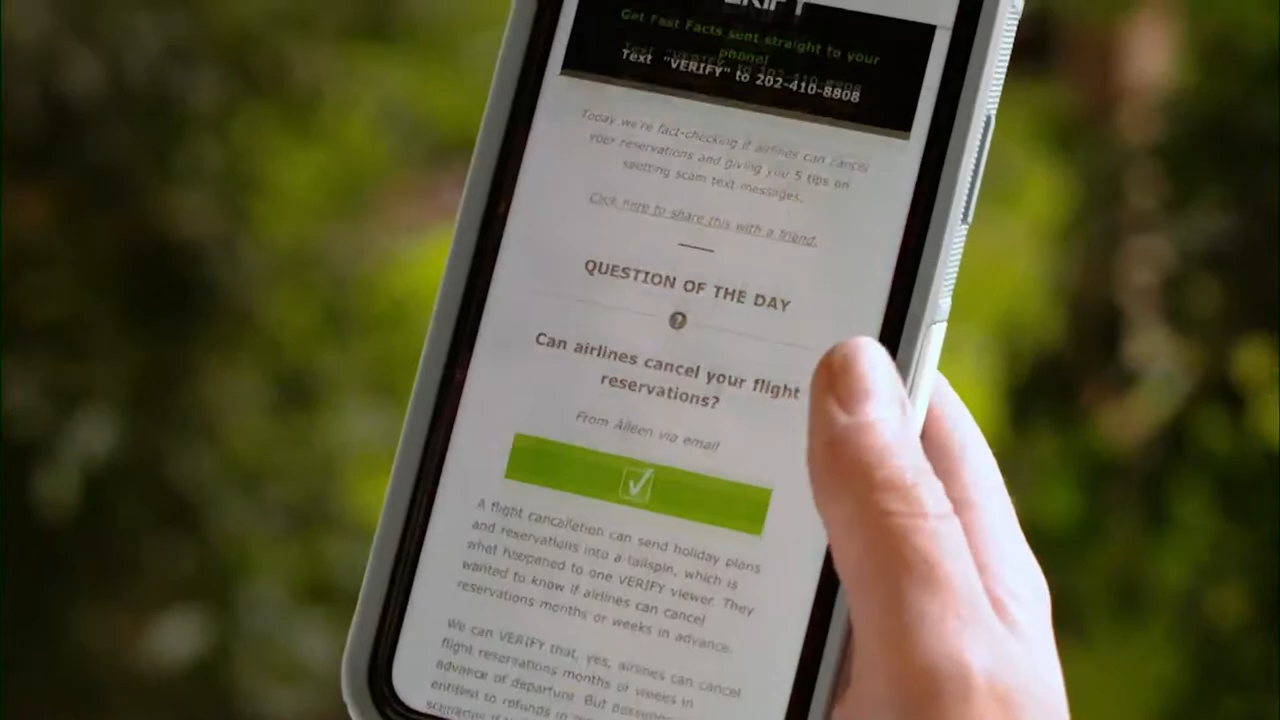 Get Fast Facts sent straight to your
phone!
Text "VERIFY" to 202-410-8808
Today we're fact-checking if airlines can cancel
your reservations and giving you 5 tips on
spotting scam text messages.
Click here to share this with a friend.
QUESTION OF THE DAY
?
Can airlines cancel your flight
reservations?
From Aileen via email
A flight cancelletion can send holiday plans
and reservations into a tailspin, which is
what happened to one VERIFY viewer. They
wanted to know if airlines can cancel
reservations months or weeks in advance.
We can VERIFY that, yes, airlines can cancel
flight reservations months or weeks in
advance of departure. But
entitled to refunds in